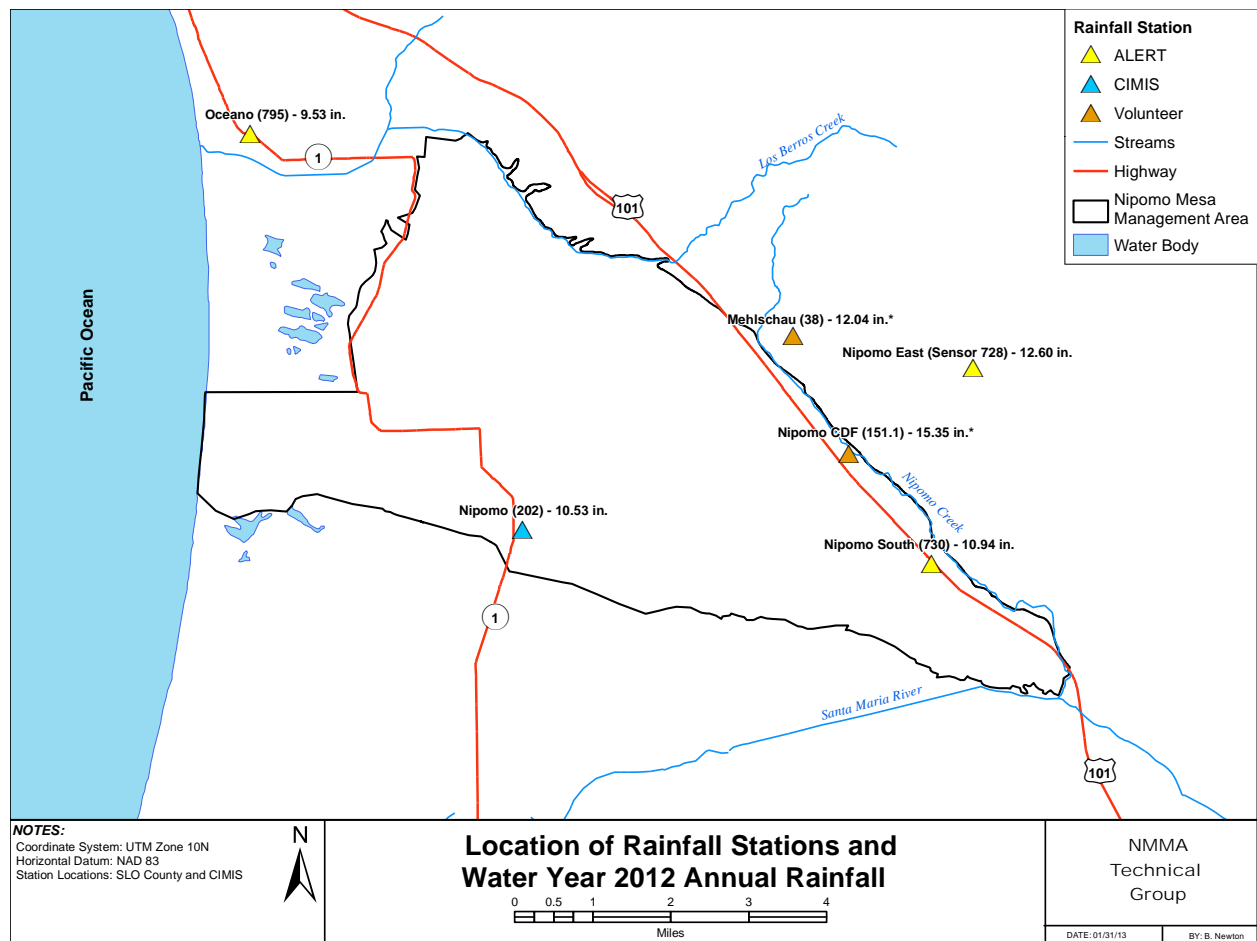 Rainfall Station
ALERT
CIMIS
Volunteer
Streams
Highway
Nipomo Mesa
Management Area
Water Body
Oceano (795) - 9.53 in.
1
101
Los Berros Creek
Pacific Ocean
Mehlschau (38) - 12.04 in.*
Nipomo East (Sensor 728) - 12.60 in.
Nipomo CDF (151.1) - 15.35 in.*
Nipomo Creek
Nipomo (202) - 10.53 in.
Nipomo South (730) - 10.94 in.
1
Santa Maria River
101
NOTES:
Coordinate System: UTM Zone 10N
Horizontal Datum: NAD 83
Station Locations: SLO County and CIMIS
N
Location of Rainfall Stations and
Water Year 2012 Annual Rainfall
0 0.5 1 2 3 4
Miles
NMMA
Technical
Group
DATE: 01/31/13
BY: B. Newton